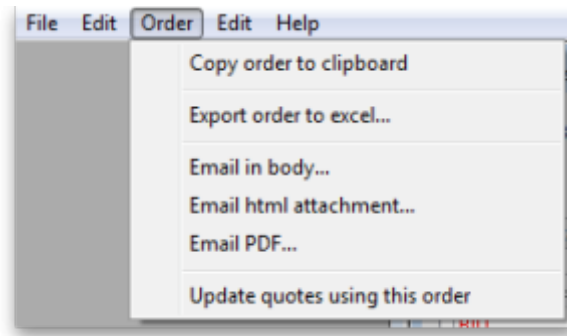 File Edit Order Edit Help
Copy order to clipboard
Export order to excel...
Email in body...
Email html attachment...
Email PDF...
Update quotes using this order